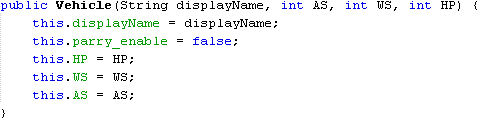 public Vehicle(String displayName, int AS, int WS, int HP) {
this.displayName = displayName;
this.parry_enable = false;
this.HP = HP;
this.WS = WS;
this.AS = AS;
}